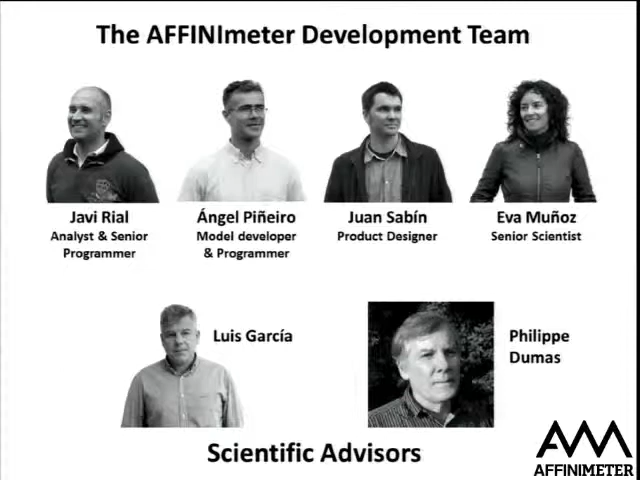 The AFFINImeter Development Team
Javi Rial
Analyst & Senior
Programmer
Ángel Piñeiro
Model developer
& Programmer
Juan Sabín
Product Designer
Eva Muñoz
Senior Scientist
Luis García
Philippe
Dumas
Scientific Advisors
AFFINIMETER